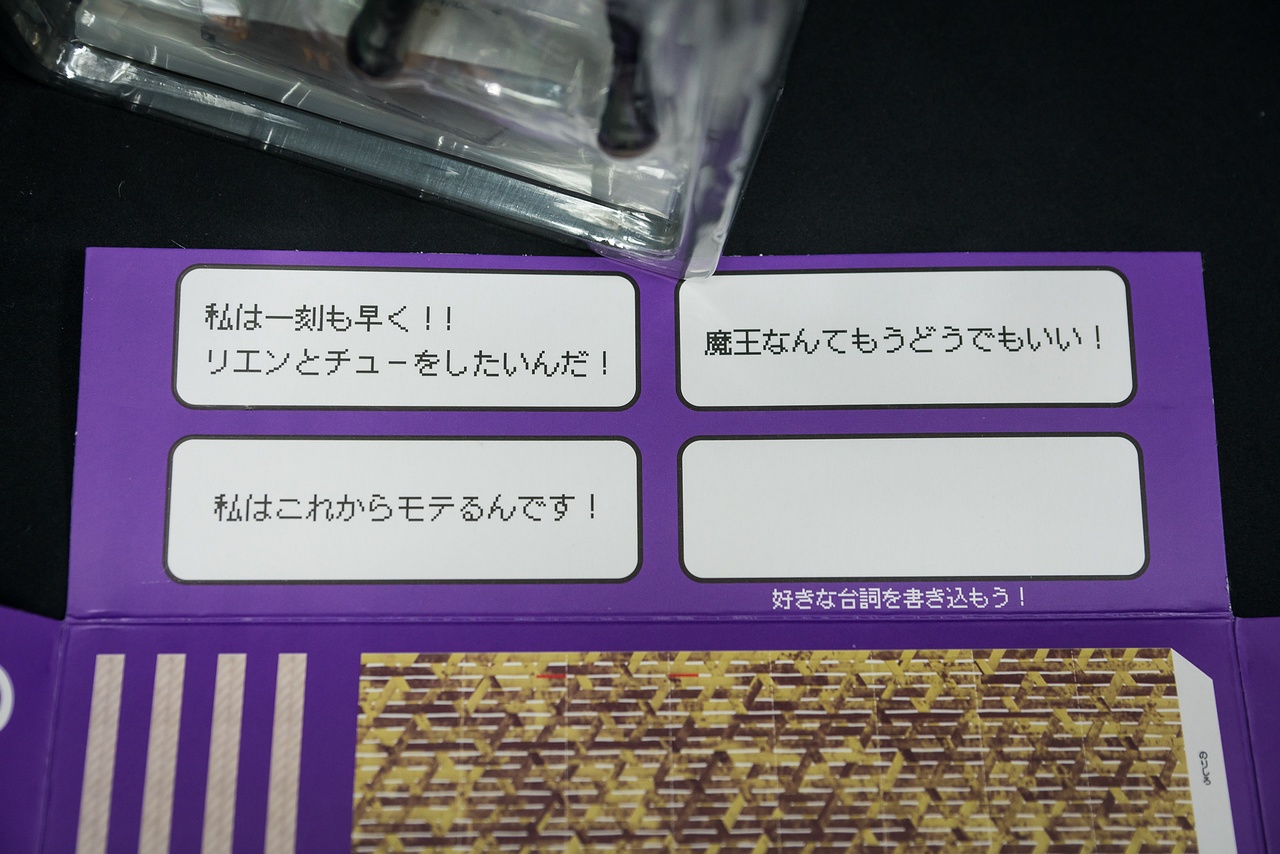 私は一刻も早く!!
リエンとチューをしたいんだ!
魔王なんてもうどうでもいい!
私はこれからモテるんです!
好きな台詞を書き込もう!
のりしろ